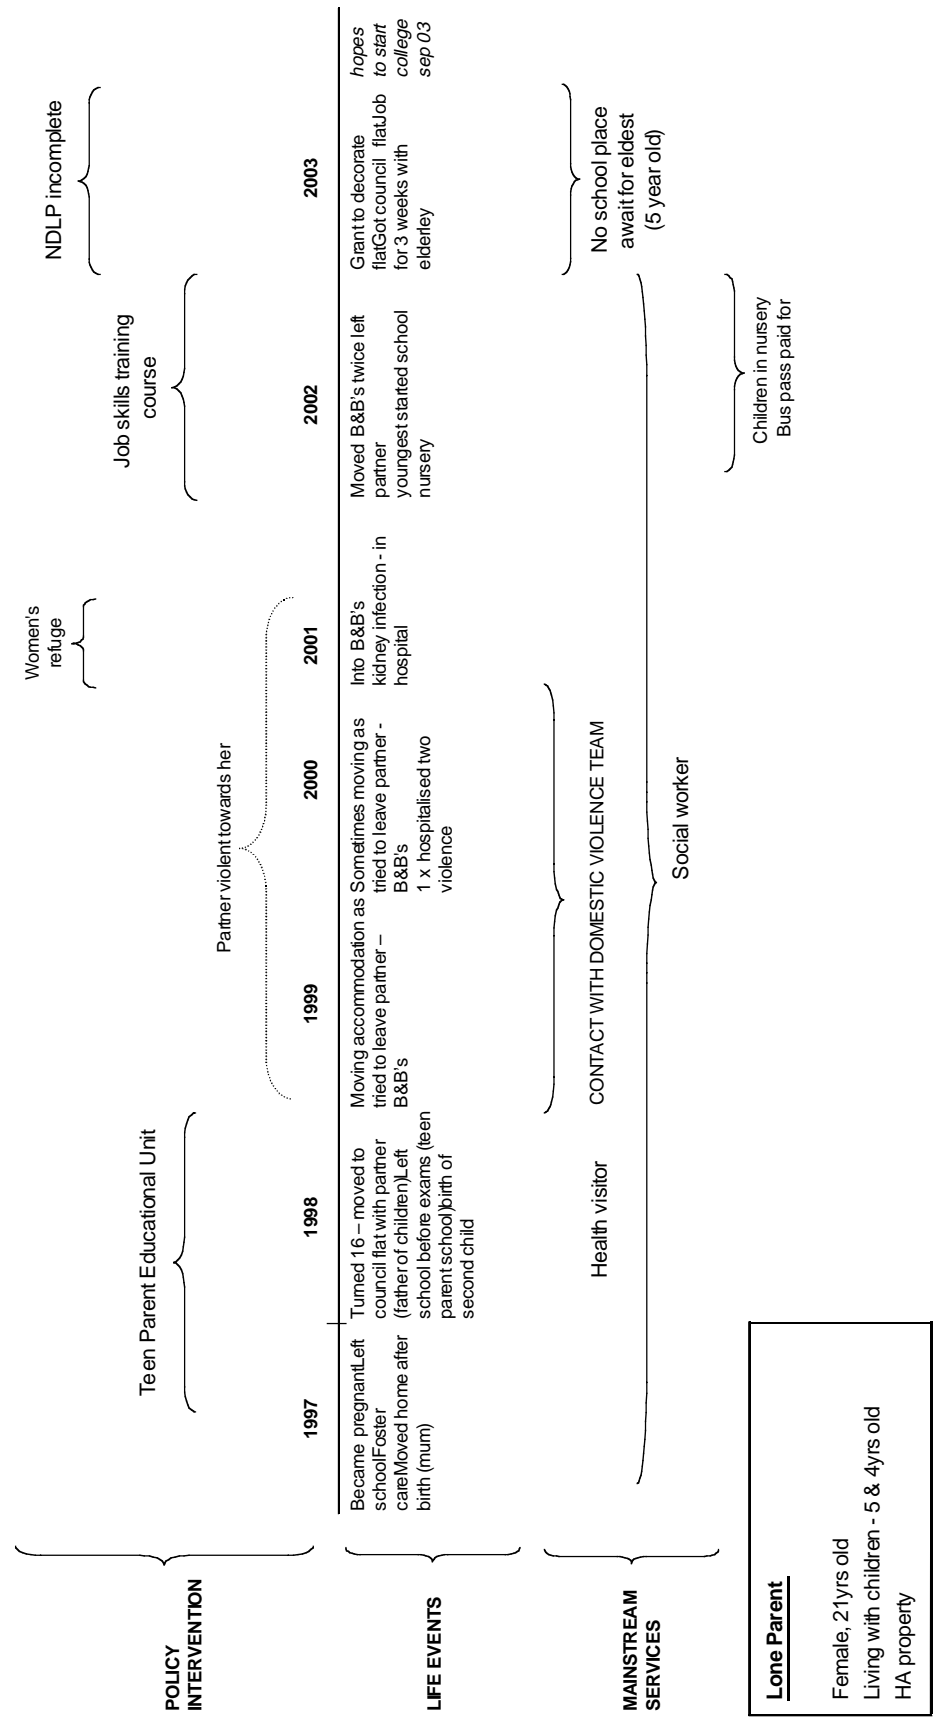 POLICY
INTERVENTION
Teen Parent Educational Unit
Partner violent towards her
Women's
refuge
Job skills training
course
NDLP incomplete
LIFE EVENTS
1997
Became pregnantLeft
schoolFoster
careMoved home after
birth (mum)
1998
Turned 16 – moved to
council flat with partner
(father of children)Left
school before exams (teen
parent school)birth of
second child
1999
Moving accommodation as
tried to leave partner –
B&B's
2000
Sometimes moving as
tried to leave partner -
B&B's
1 x hospitalised two
violence
2001
Into B&B's
kidney infection - in
hospital
2002
Moved B&B's twice left
partner
youngest started school
nursery
2003
Grant to decorate
flatGot council flatJob
for 3 weeks with
elderley
hopes
to start
college
sep 03
MAINSTREAM
SERVICES
Health visitor
CONTACT WITH DOMESTIC VIOLENCE TEAM
Social worker
No school place
await for eldest
(5 year old)
Children in nursery
Bus pass paid for
Lone Parent
Female, 21yrs old
Living with children - 5 & 4yrs old
HA property